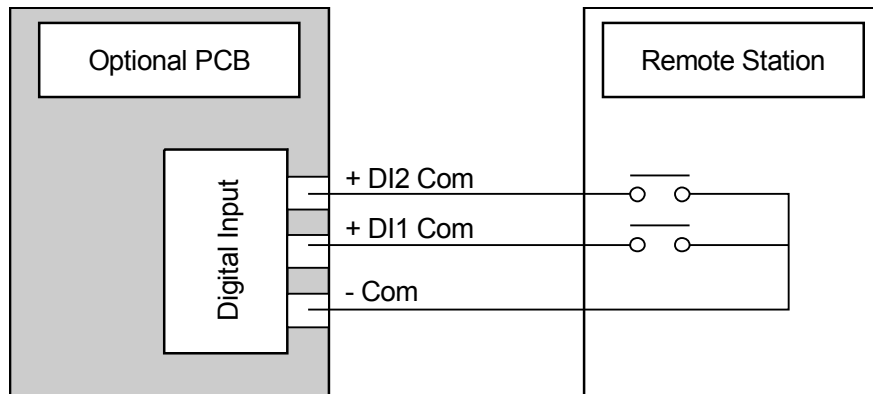 Optional PCB
Remote Station
Digital Input
+ DI2 Com
+ DI1 Com
- Com